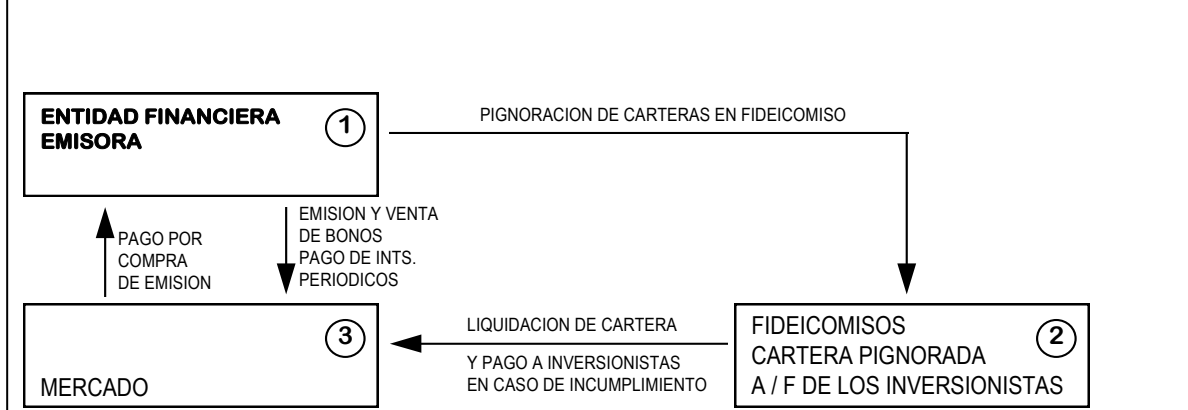 ENTIDAD FINANCIERA
EMISORA
1
PIGNORACION DE CARTERAS EN FIDEICOMISO
PAGO POR
COMPRA
DE EMISION
EMISION Y VENTA
DE BONOS
PAGO DE INTS.
PERIODICOS
3
MERCADO
LIQUIDACION DE CARTERA
Y PAGO A INVERSIONISTAS
EN CASO DE INCUMPLIMIENTO
FIDEICOMISOS
2
CARTERA PIGNORADA
A / F DE LOS INVERSIONISTAS